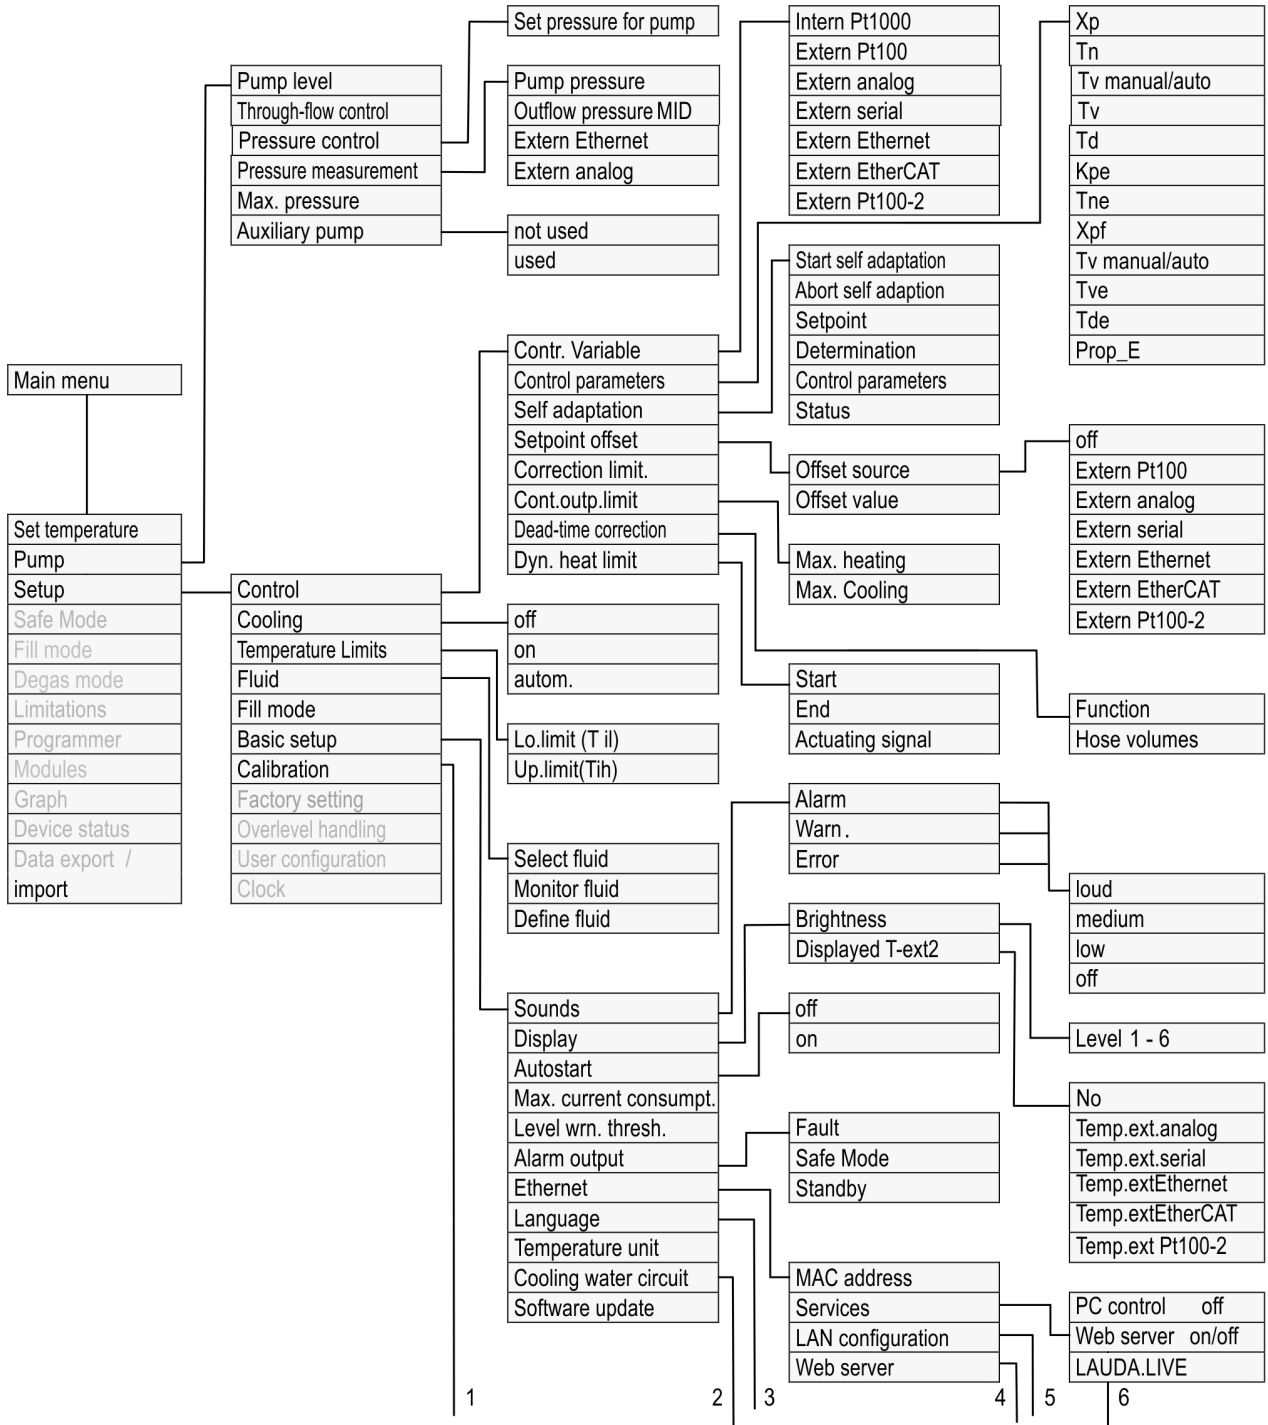 Main menu
Set temperature
Pump
Setup
Safe Mode
Fill mode
Degas mode
Limitations
Programmer
Modules
Graph
Device status
Data export /
import
Pump level
Through-flow control
Pressure control
Pressure measurement
Max. pressure
Auxiliary pump
Control
Cooling
Temperature Limits
Fluid
Fill mode
Basic setup
Calibration
Factory setting
Overlevel handling
User configuration
Clock
Set pressure for pump
Pump pressure
Outflow pressure MID
Extern Ethernet
Extern analog
not used
used
Contr. Variable
Control parameters
Self adaptation
Setpoint offset
Correction limit.
Cont.outp.limit
Dead-time correction
Dyn. heat limit
off
on
autom.
Lo.limit (T il)
Up.limit(Tih)
Select fluid
Monitor fluid
Define fluid
Sounds
Display
Autostart
Max. current consumpt.
Level wrn. thresh.
Alarm output
Ethernet
Language
Temperature unit
Cooling water circuit
Software update
Intern Pt1000
Extern Pt100
Extern analog
Extern serial
Extern Ethernet
Extern EtherCAT
Extern Pt100-2
Start self adaptation
Abort self adaption
Setpoint
Determination
Control parameters
Status
Offset source
Offset value
Max. heating
Max. Cooling
Start
End
Actuating signal
Alarm
Warn.
Error
Brightness
Displayed T-ext2
off
on
Fault
Safe Mode
Standby
MAC address
Services
LAN configuration
Web server
Xp
Tn
Tv manual/auto
Tv
Td
Kpe
Tne
Xpf
Tv manual/auto
Tve
Tde
Prop_E
off
Extern Pt100
Extern analog
Extern serial
Extern Ethernet
Extern EtherCAT
Extern Pt100-2
Function
Hose volumes
loud
medium
low
off
Level 1 - 6
No
Temp.ext.analog
Temp.ext.serial
Temp.extEthernet
Temp.extEtherCAT
Temp.ext Pt100-2
PC control off
Web server on/off
LAUDA.LIVE
1 2 3 4 5 6